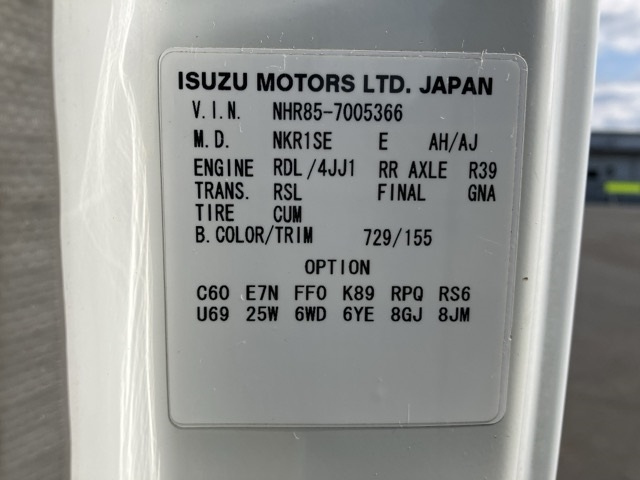 ISUZU MOTORS LTD. JAPAN
V.I.N. NHR85-7005366
M.D. NKR1SE E AH/AJ
ENGINE RDL/4JJ1 RR AXLE R39
TRANS. RSL FINAL GNA
TIRE CUM
B.COLOR/TRIM 729/155
OPTION
C60 E7N FF0 K89 RPQ RS6
U69 25W 6WD 6YE 8GJ 8JM